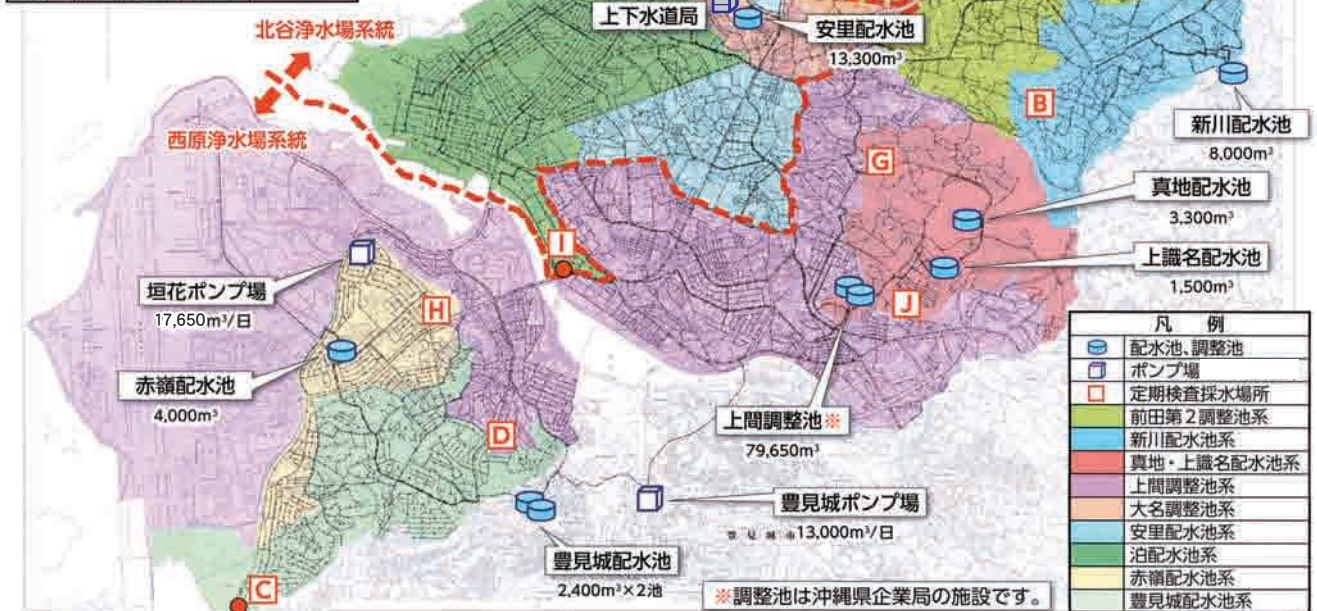 上下水道局
安里配水池
13,300m³
北谷浄水場系統
西原浄水場系統
B
新川配水池
8,000m³
G
真地配水池
3,300m³
上識名配水池
1,500m³
I
J
垣花ポンプ場
17,650m³/日
H
赤嶺配水池
4,000m³
D
上間調整池※
79,650m³
豊見城ポンプ場
豊見城市13,000m³/日
豊見城配水池
2,400m³×2池
C
※調整池は沖縄県企業局の施設です。
凡　例
配水池、調整池
ポンプ場
定期検査採水場所
前田第2調整池系
新川配水池系
真地・上識名配水池系
上間調整池系
大名調整池系
安里配水池系
泊配水池系
赤嶺配水池系
豊見城配水池系